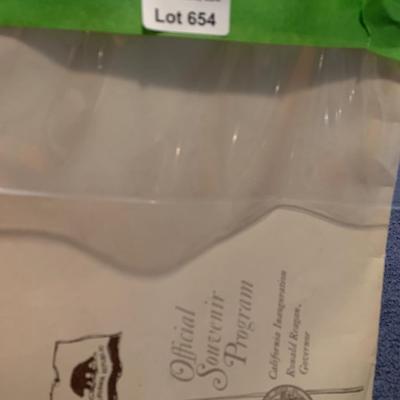 Lot 654
Official
Souvenir
Program
California Inauguration
Ronald Reagan,
Governor